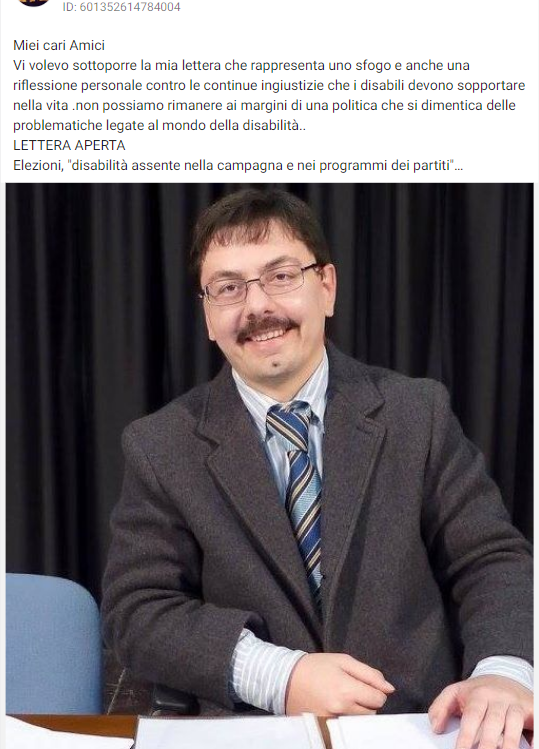 ID: 601352614784004
Miei cari Amici
Vi volevo sottoporre la mia lettera che rappresenta uno sfogo e anche una
riflessione personale contro le continue ingiustizie che i disabili devono sopportare
nella vita .non possiamo rimanere ai margini di una politica che si dimentica delle
problematiche legate al mondo della disabilità..
LETTERA APERTA
Elezioni, "disabilità assente nella campagna e nei programmi dei partiti"...